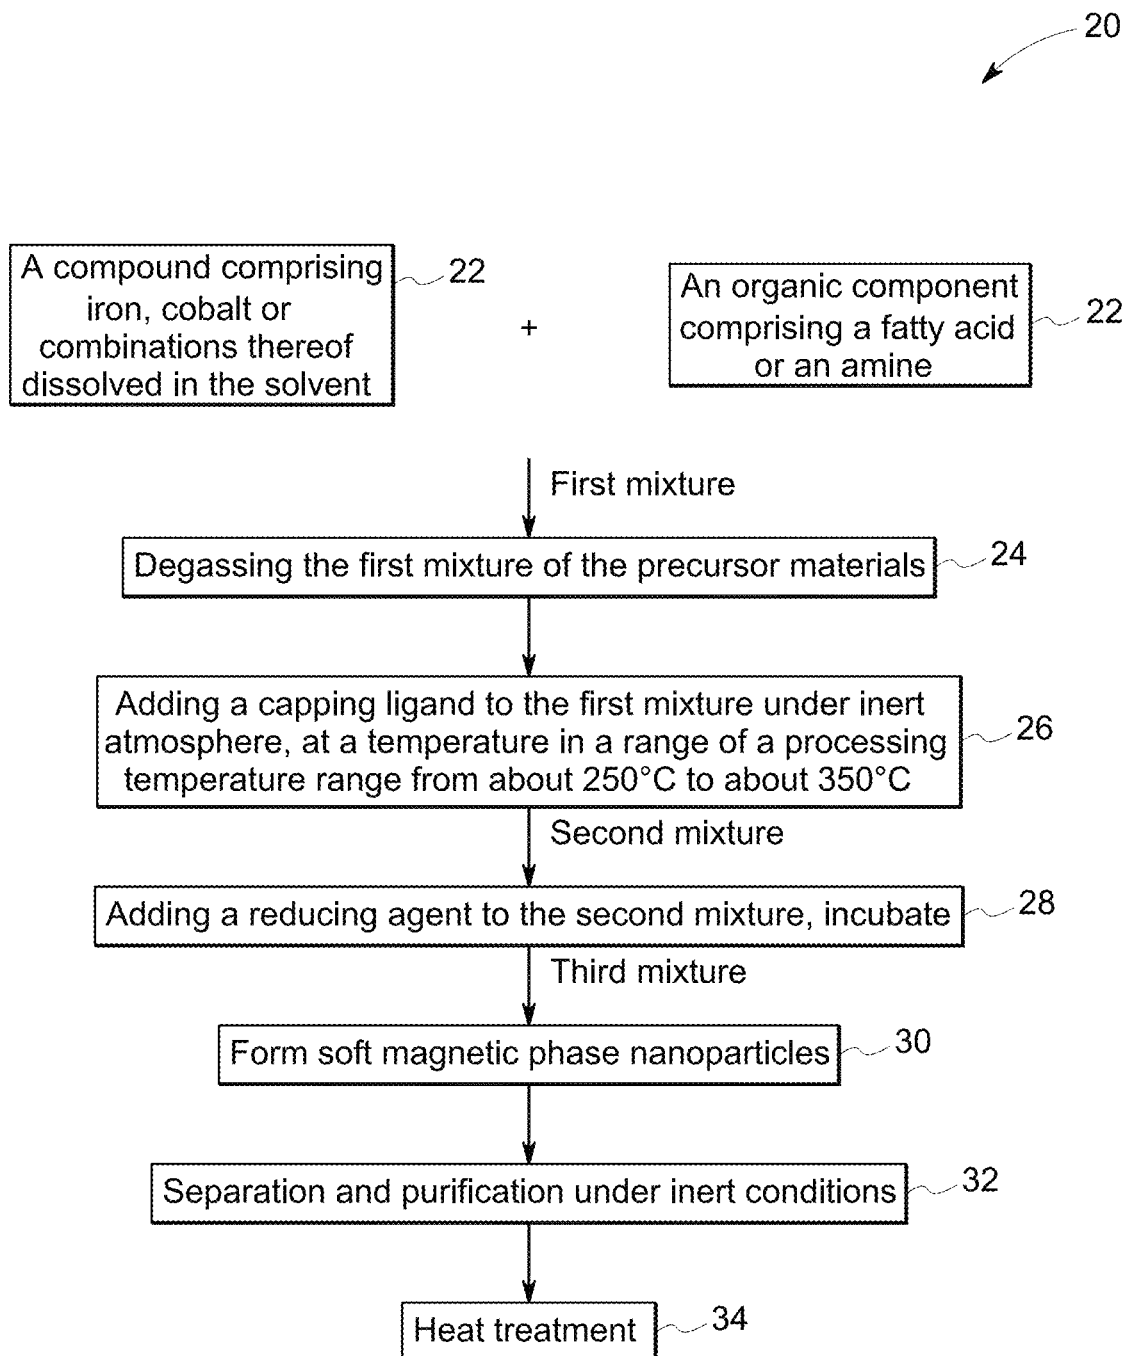 20
A compound comprising
iron, cobalt or
combinations thereof
dissolved in the solvent
22
+
An organic component
comprising a fatty acid
or an amine
22
First mixture
Degassing the first mixture of the precursor materials
24
Adding a capping ligand to the first mixture under inert
atmosphere, at a temperature in a range of a processing
temperature range from about 250°C to about 350°C
26
Second mixture
Adding a reducing agent to the second mixture, incubate
28
Third mixture
Form soft magnetic phase nanoparticles
30
Separation and purification under inert conditions
32
Heat treatment
34